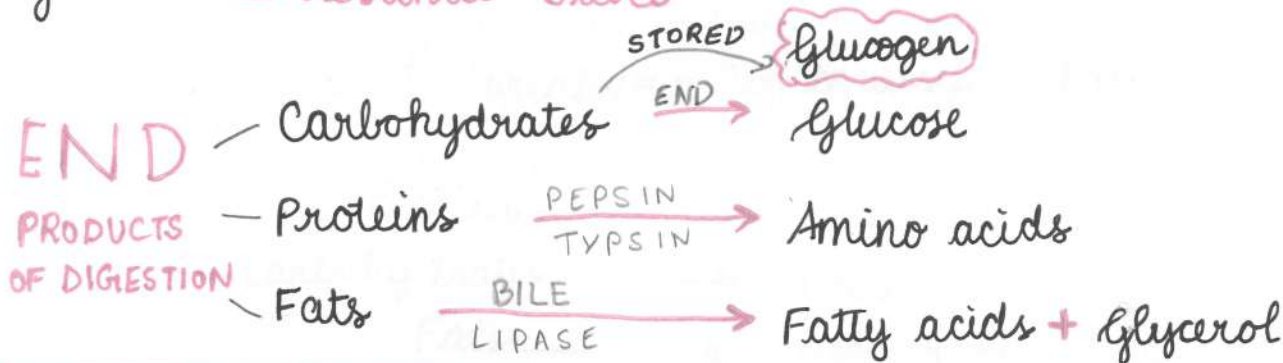 STORED Glucogen
Carbohydrates END Glucose
END
PRODUCTS
OF DIGESTION
Proteins PEPSIN Amino acids
TYPSIN
Fats BILE Fatty acids + Glycerol
LIPASE